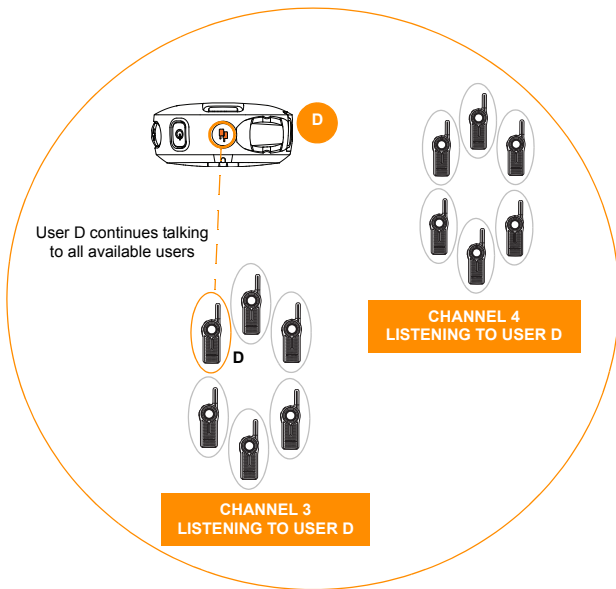 D
User D continues talking
to all available users
CHANNEL 4
LISTENING TO USER D
D
CHANNEL 3
LISTENING TO USER D